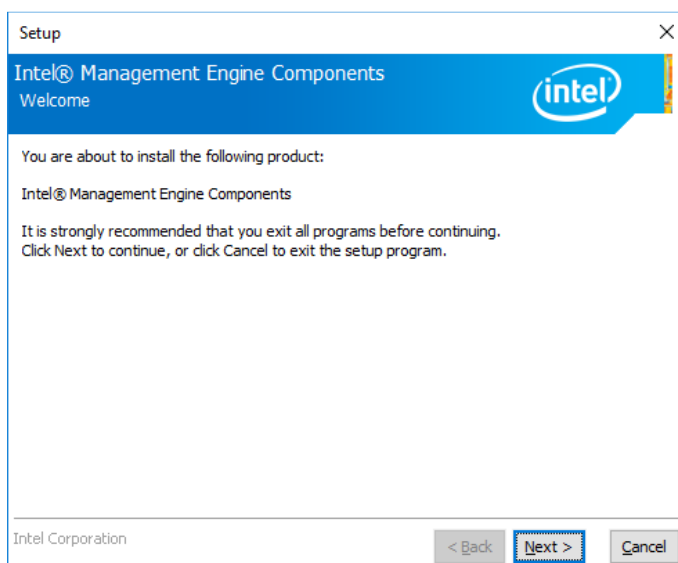 Setup
Intel® Management Engine Components
Welcome
intel
You are about to install the following product:
Intel® Management Engine Components
It is strongly recommended that you exit all programs before continuing.
Click Next to continue, or click Cancel to exit the setup program.
Intel Corporation
< Back Next > Cancel